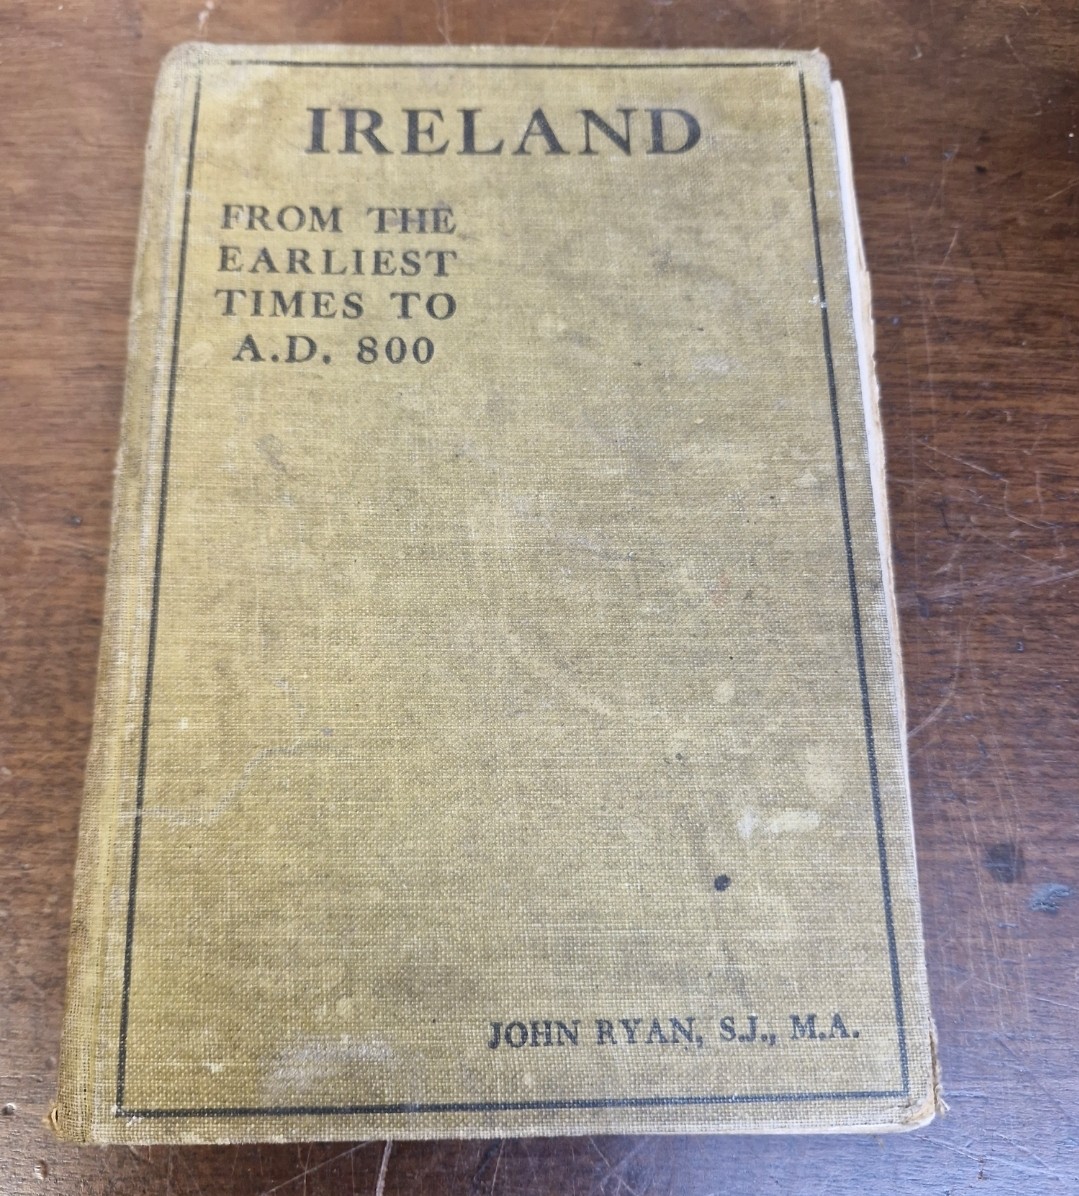 IRELAND
FROM THE
EARLIEST
TIMES TO
A.D. 800
JOHN RYAN, S.J., M.A.